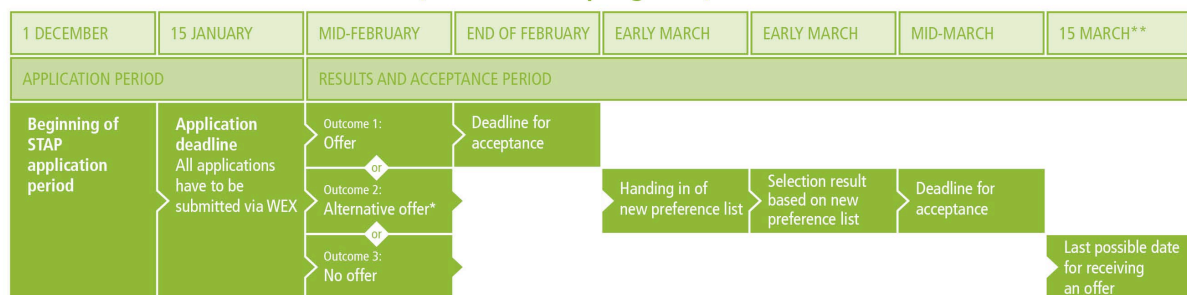 1 DECEMBER
15 JANUARY
MID-FEBRUARY
END OF FEBRUARY
EARLY MARCH
EARLY MARCH
MID-MARCH
15 MARCH**
APPLICATION PERIOD
RESULTS AND ACCEPTANCE PERIOD
Beginning of
STAP
application
period
Application
deadline
All applications
have to be
submitted via WEX
Outcome 1:
Offer
Deadline for
acceptance
or
Outcome 2:
Alternative offer*
Handing in of
new preference list
Selection result
based on new
preference list
Deadline for
acceptance
or
Outcome 3:
No offer
Last possible date
for receiving
an offer